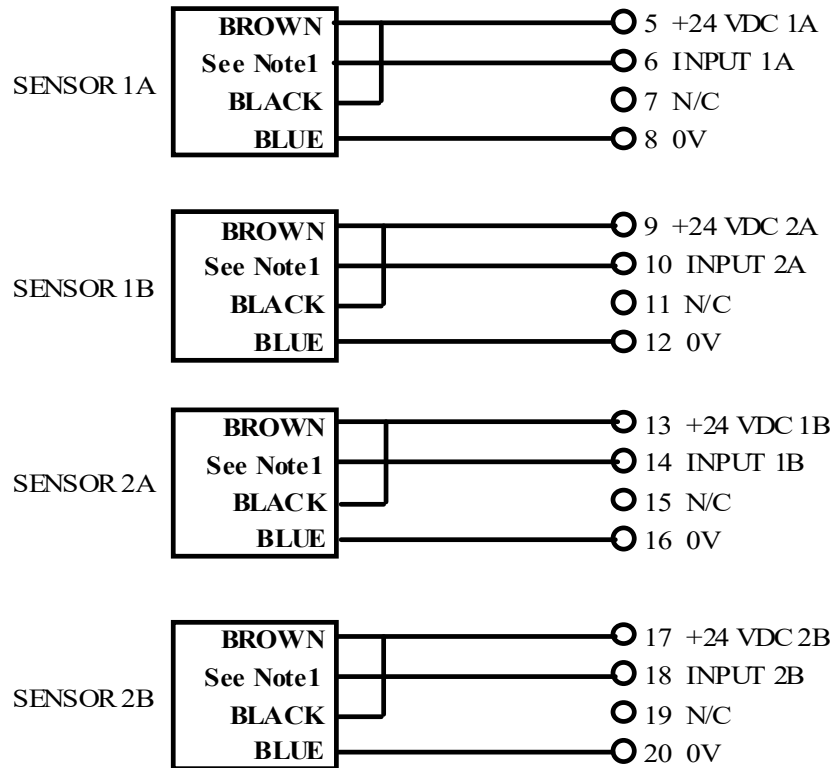 BROWN 5 +24 VDC 1A
See Note1 6 INPUT 1A
SENSOR 1A
BLACK 7 N/C
BLUE 8 0V
BROWN 9 +24 VDC 2A
See Note1 10 INPUT 2A
SENSOR 1B
BLACK 11 N/C
BLUE 12 0V
BROWN 13 +24 VDC 1B
See Note1 14 INPUT 1B
SENSOR 2A
BLACK 15 N/C
BLUE 16 0V
BROWN 17 +24 VDC 2B
See Note1 18 INPUT 2B
SENSOR 2B
BLACK 19 N/C
BLUE 20 0V